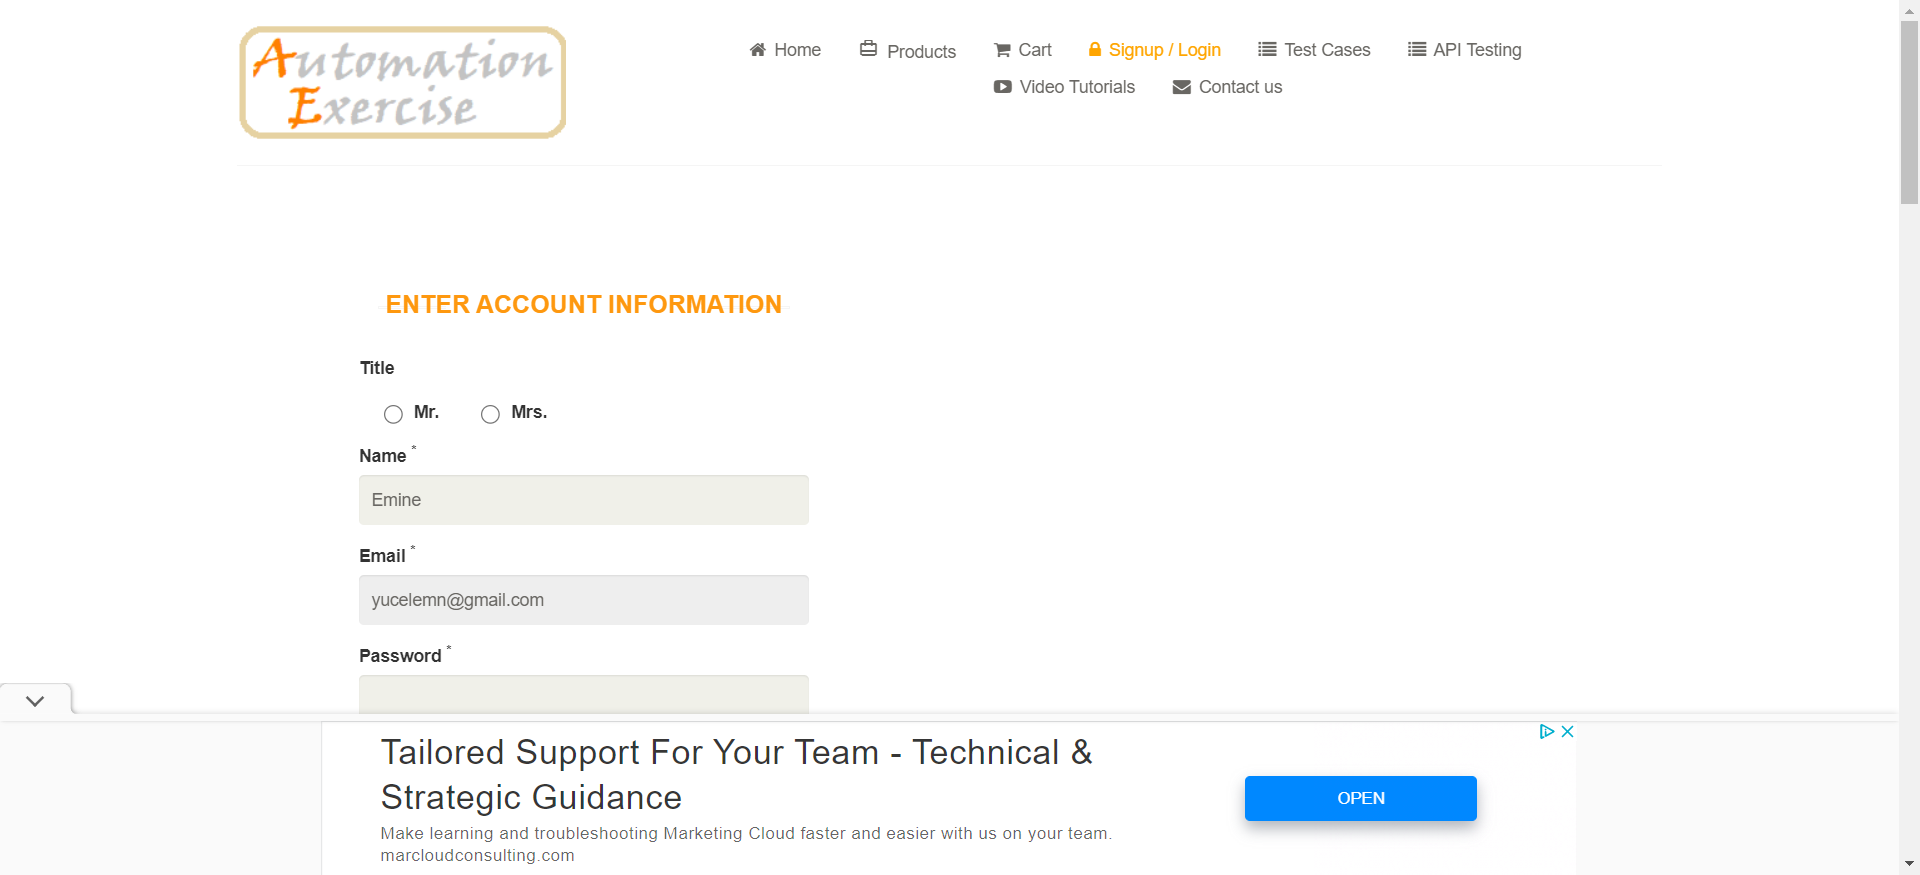 Automation
Exercise
Home
Products
Cart
Signup / Login
Test Cases
API Testing
Video Tutorials
Contact us
ENTER ACCOUNT INFORMATION
Title
Mr.
Mrs.
Name *
Emine
Email *
yucelemn@gmail.com
Password *
Tailored Support For Your Team - Technical &
Strategic Guidance
Make learning and troubleshooting Marketing Cloud faster and easier with us on your team.
marcloudconsulting.com
OPEN